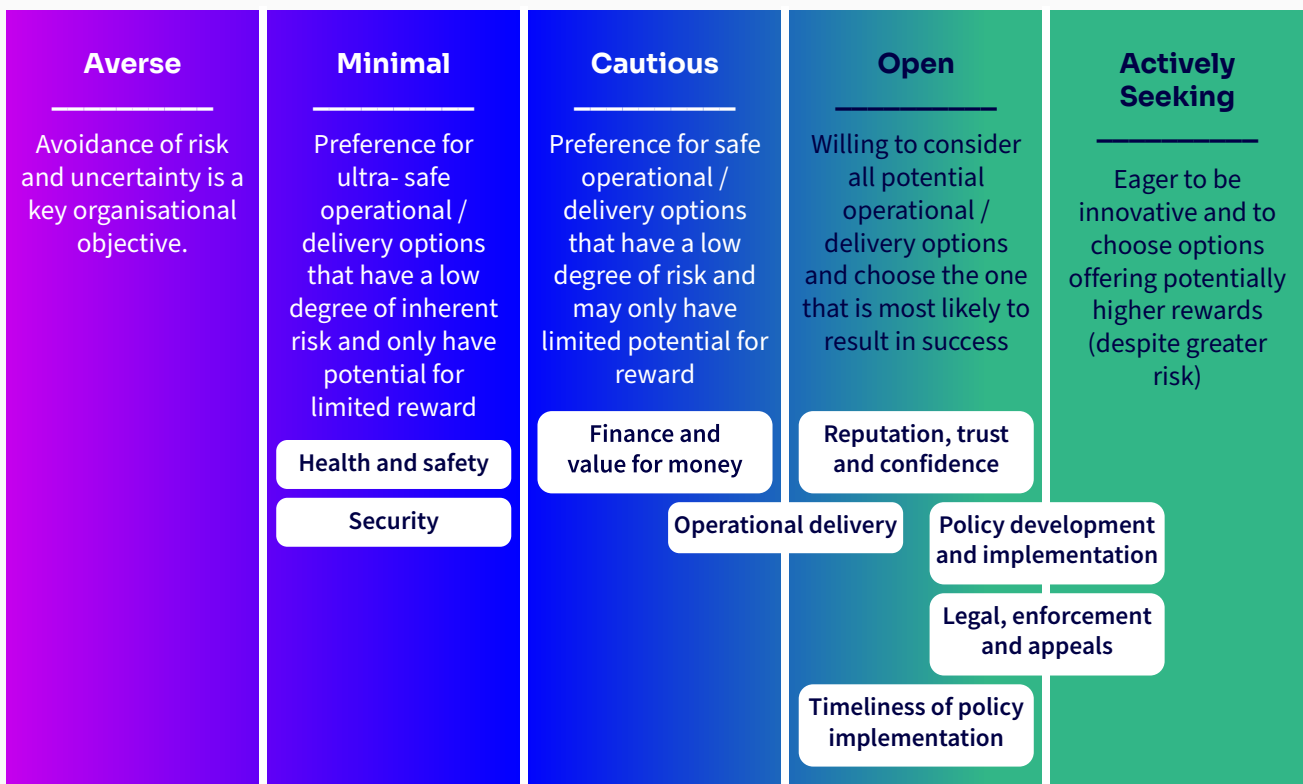 Averse
Avoidance of risk
and uncertainty is a
key organisational
objective.
Minimal
Preference for
ultra- safe
operational /
delivery options
that have a low
degree of inherent
risk and only have
potential for
limited reward
Health and safety
Security
Cautious
Preference for safe
operational /
delivery options
that have a low
degree of risk and
may only have
limited potential for
reward
Finance and
value for money
Operational delivery
Open
Willing to consider
all potential
operational /
delivery options
and choose the one
that is most likely to
result in success
Reputation, trust
and confidence
Policy development
and implementation
Legal, enforcement
and appeals
Timeliness of policy
implementation
Actively
Seeking
Eager to be
innovative and to
choose options
offering potentially
higher rewards
(despite greater
risk)